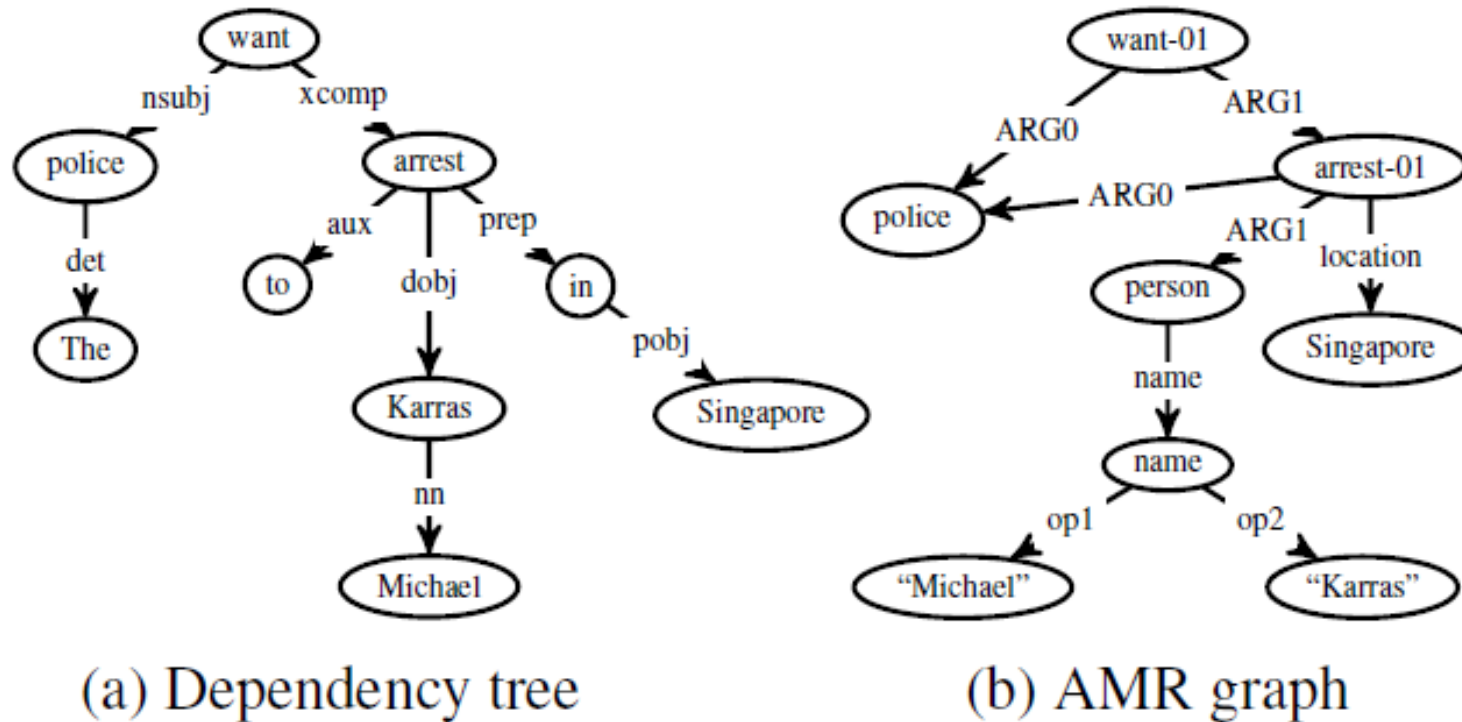 want
nsubj
xcomp
police
arrest
det
aux
dobj
prep
The
to
in
pobj
Karras
Singapore
nn
Michael
(a) Dependency tree
want-01
ARG0
ARG1
police
ARG0
arrest-01
ARG1
location
person
Singapore
name
name
op1
op2
“Michael”
“Karras”
(b) AMR graph